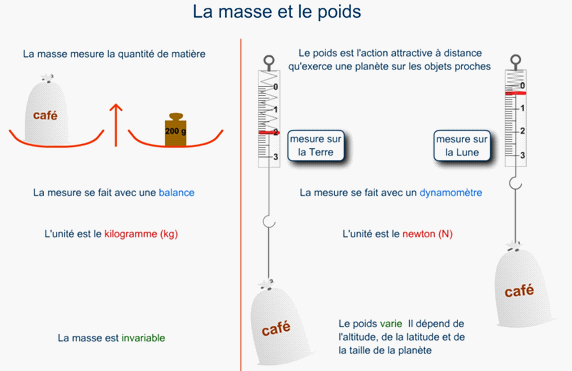 La masse et le poids
La masse mesure la quantité de matière
café
200 g
La mesure se fait avec une balance
L'unité est le kilogramme (kg)
La masse est invariable
Le poids est l'action attractive à distance
qu'exerce une planète sur les objets proches
0
1
2
3
mesure sur
la Terre
mesure sur
la Lune
0
1
2
3
La mesure se fait avec un dynamomètre
L'unité est le newton (N)
café
café
Le poids varie Il dépend de
l'altitude, de la latitude et de
la taille de la planète